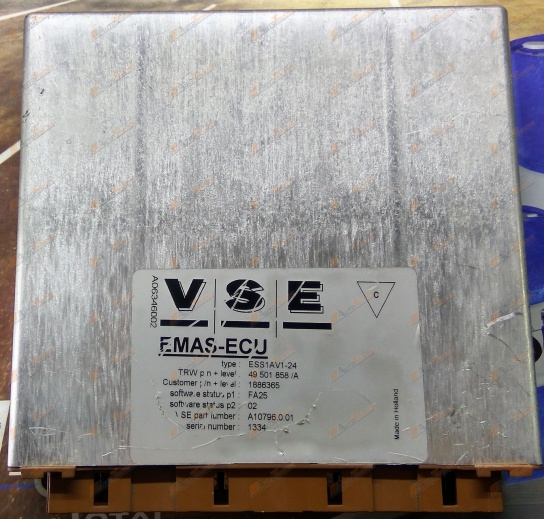 A06346002
VSE
C
EMAS-ECU
type : ESS1AV1-24
TRW p/n + level : 49 501 858 /A
Customer p/n + level : 1886365
software status p1 : FA25
software status p2 : 02
VSE part number : A10796.0.01
serial number : 1334
Made in Holland
TOTAL